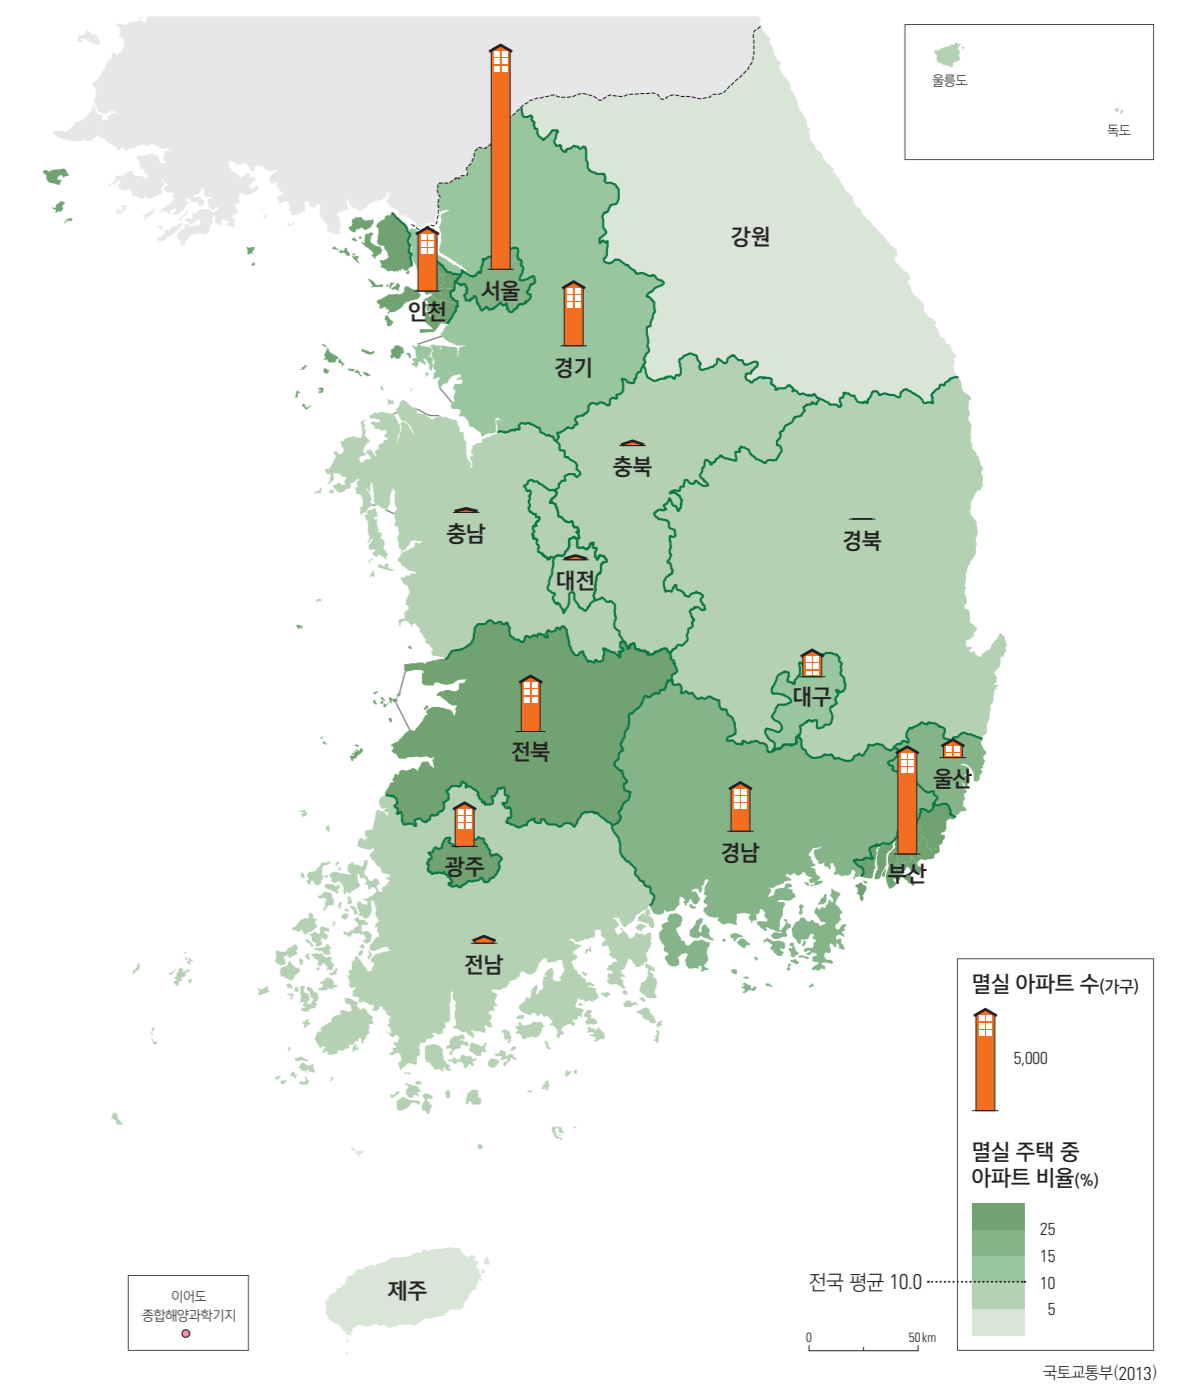 울릉도
독도
강원
서울
인천
경기
충북
충남
경북
대전
대구
전북
울산
경남
광주
부산
전남
제주
이어도
종합해양과학기지
멸실 아파트 수(가구)
5,000
멸실 주택 중
아파트 비율(%)
25
15
전국 평균 10.0
10
5
0 50 km
국토교통부(2013)